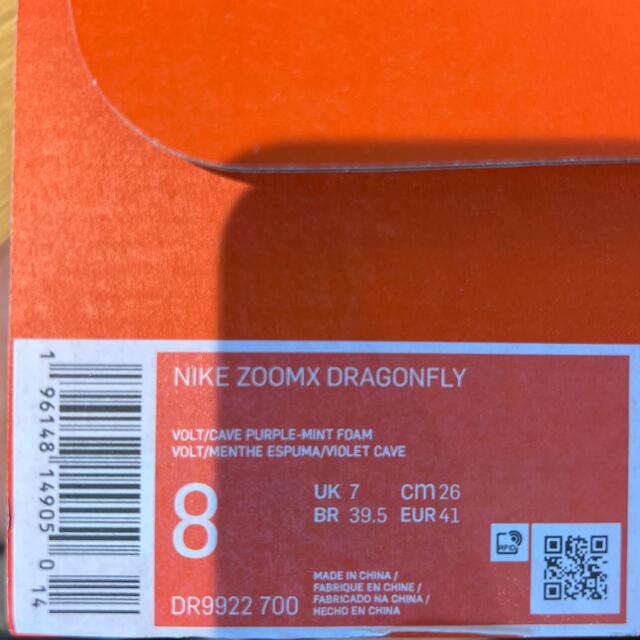 NIKE ZOOMX DRAGONFLY
VOLT/CAVE PURPLE-MINT FOAM
VOLT/MENTHE ESPUMA/VIOLET CAVE
8
UK 7 cm 26
BR 39.5 EUR 41
RFID
MADE IN CHINA /
FABRIQUE EN CHINE /
FABRICADO NA CHINA /
HECHO EN CHINA
DR9922 700
1 96148 14905 0 14